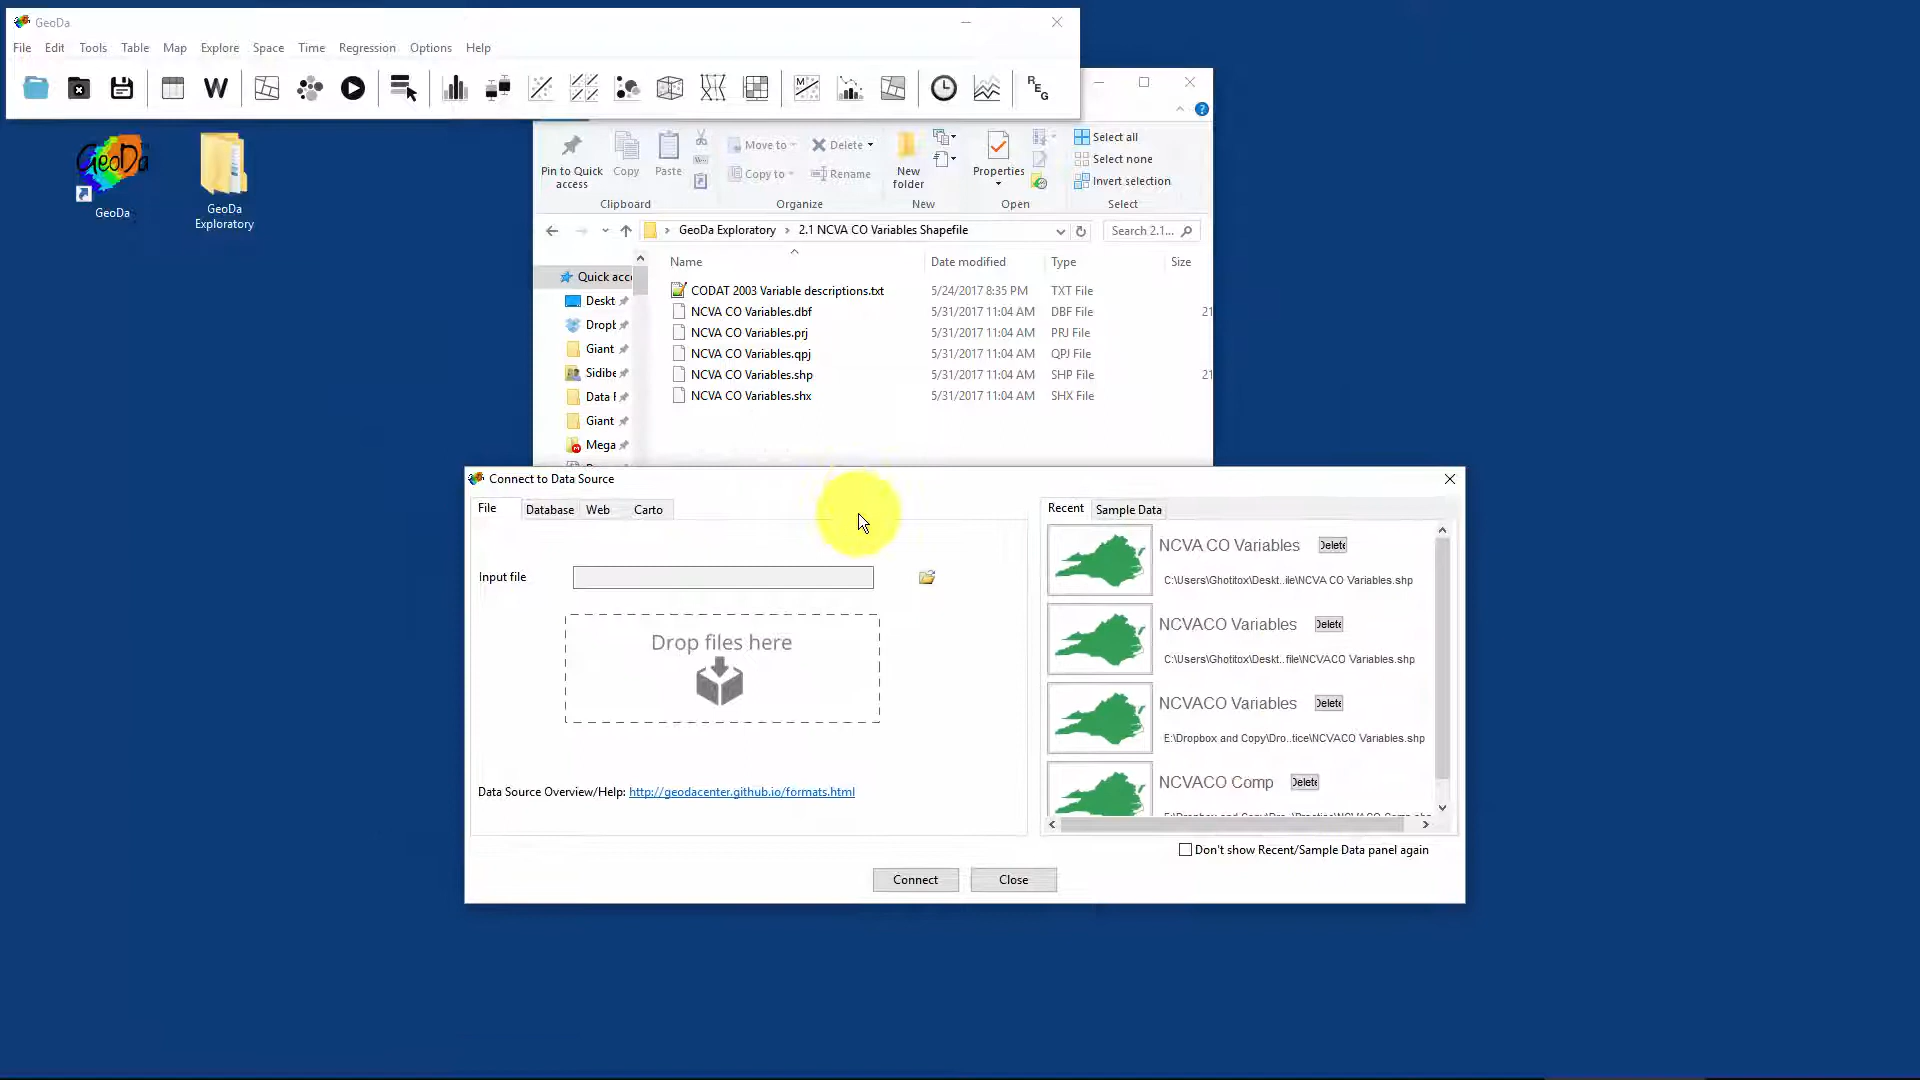 GeoDa
File Edit Tools Table Map Explore Space Time Regression Options Help
W
M
REG
GeoDa
GeoDa
GeoDa
Exploratory
Pin to Quick
access
Copy
Paste
Move to
Copy to
Delete
Rename
New
folder
Properties
Select all
Select none
Invert selection
Clipboard
Organize
New
Open
Select
GeoDa Exploratory 2.1 NCVA CO Variables Shapefile
Search 2.1...
Name Date modified Type Size
Quick acc
Deskt
Dropb
Giant
Sidibe
Data F
Giant
Mega
CODAT 2003 Variable descriptions.txt 5/24/2017 8:35 PM TXT File
NCVA CO Variables.dbf 5/31/2017 11:04 AM DBF File 21
NCVA CO Variables.prj 5/31/2017 11:04 AM PRJ File
NCVA CO Variables.qpj 5/31/2017 11:04 AM QPJ File
NCVA CO Variables.shp 5/31/2017 11:04 AM SHP File 21
NCVA CO Variables.shx 5/31/2017 11:04 AM SHX File
Connect to Data Source
File Database Web Carto
Input file
Drop files here
Data Source Overview/Help: http://geodacenter.github.io/formats.html
Recent Sample Data
NCVA CO Variables Delete
C:\Users\Ghotitox\Deskt..ile\NCVA CO Variables.shp
NCVACO Variables Delete
C:\Users\Ghotitox\Deskt..file\NCVACO Variables.shp
NCVACO Variables Delete
E:\Dropbox and Copy\Dro..tice\NCVACO Variables.shp
NCVACO Comp Delete
Don't show Recent/Sample Data panel again
Connect Close